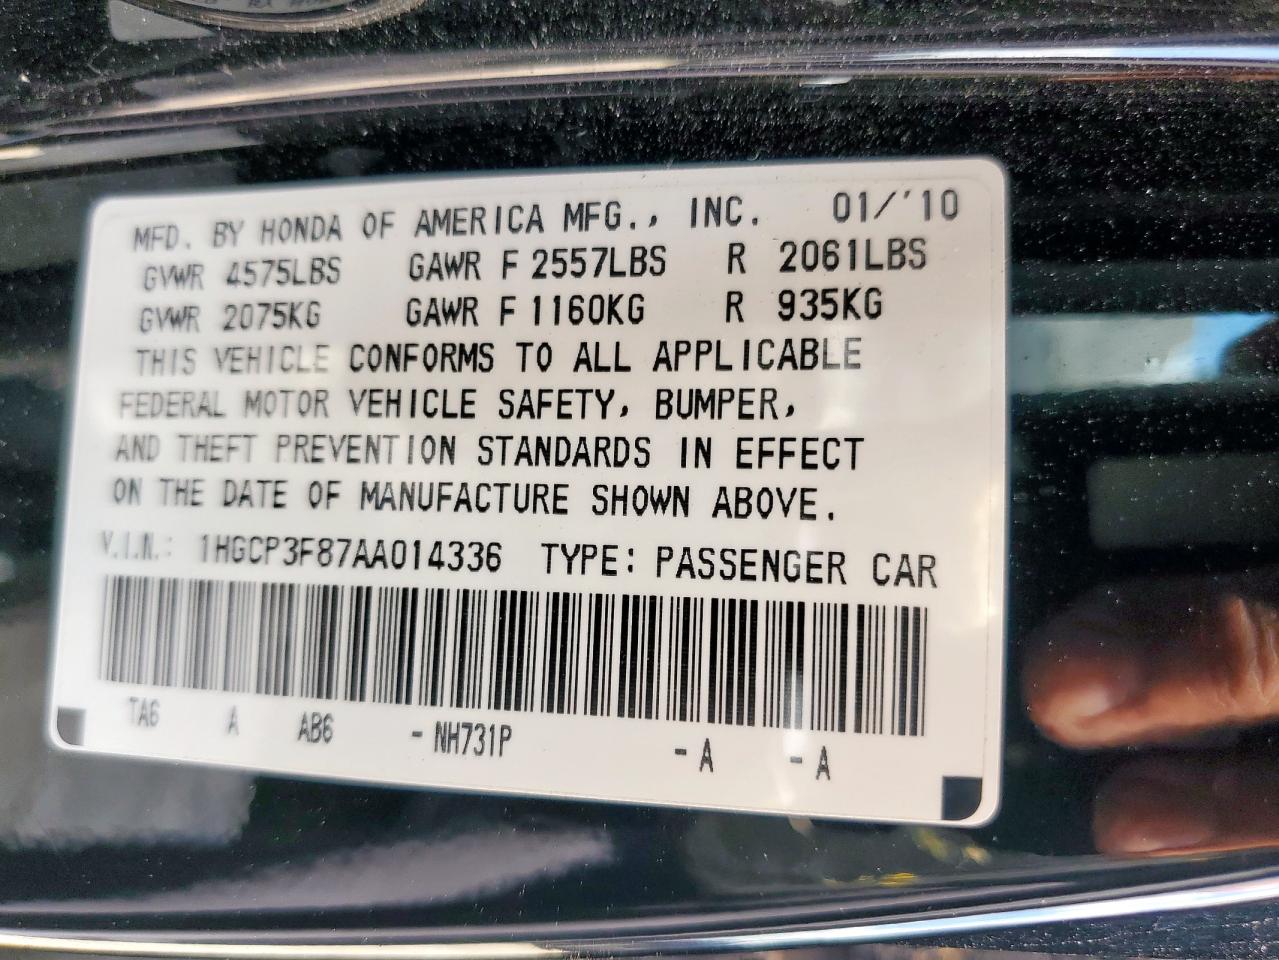 MFD. BY HONDA OF AMERICA MFG., INC. 01/'10
GVWR 4575LBS GAWR F 2557LBS R 2061LBS
GVWR 2075KG GAWR F 1160KG R 935KG
THIS VEHICLE CONFORMS TO ALL APPLICABLE
FEDERAL MOTOR VEHICLE SAFETY, BUMPER,
AND THEFT PREVENTION STANDARDS IN EFFECT
ON THE DATE OF MANUFACTURE SHOWN ABOVE.
V.I.N.: 1HGCP3F87AA014336 TYPE: PASSENGER CAR
TA6 A AB6 -NH731P -A -A